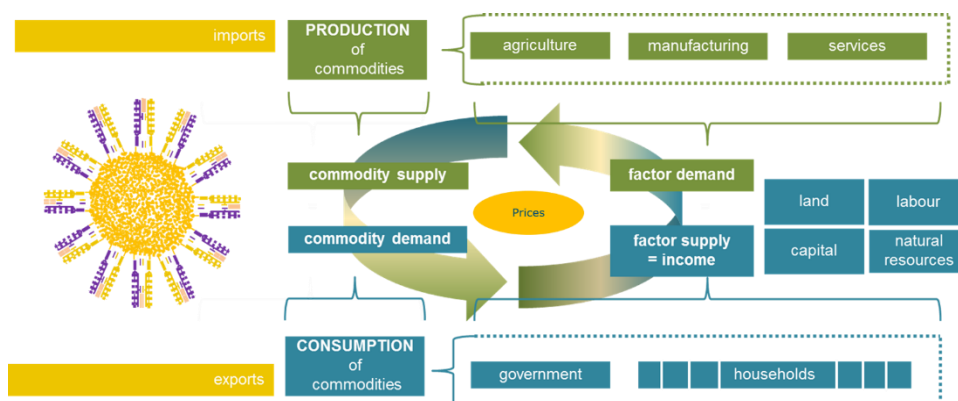 imports
PRODUCTION
of
commodities
agriculture
manufacturing
services
commodity supply
factor demand
Prices
land
labour
commodity demand
factor supply
= income
capital
natural
resources
exports
CONSUMPTION
of
commodities
government
households